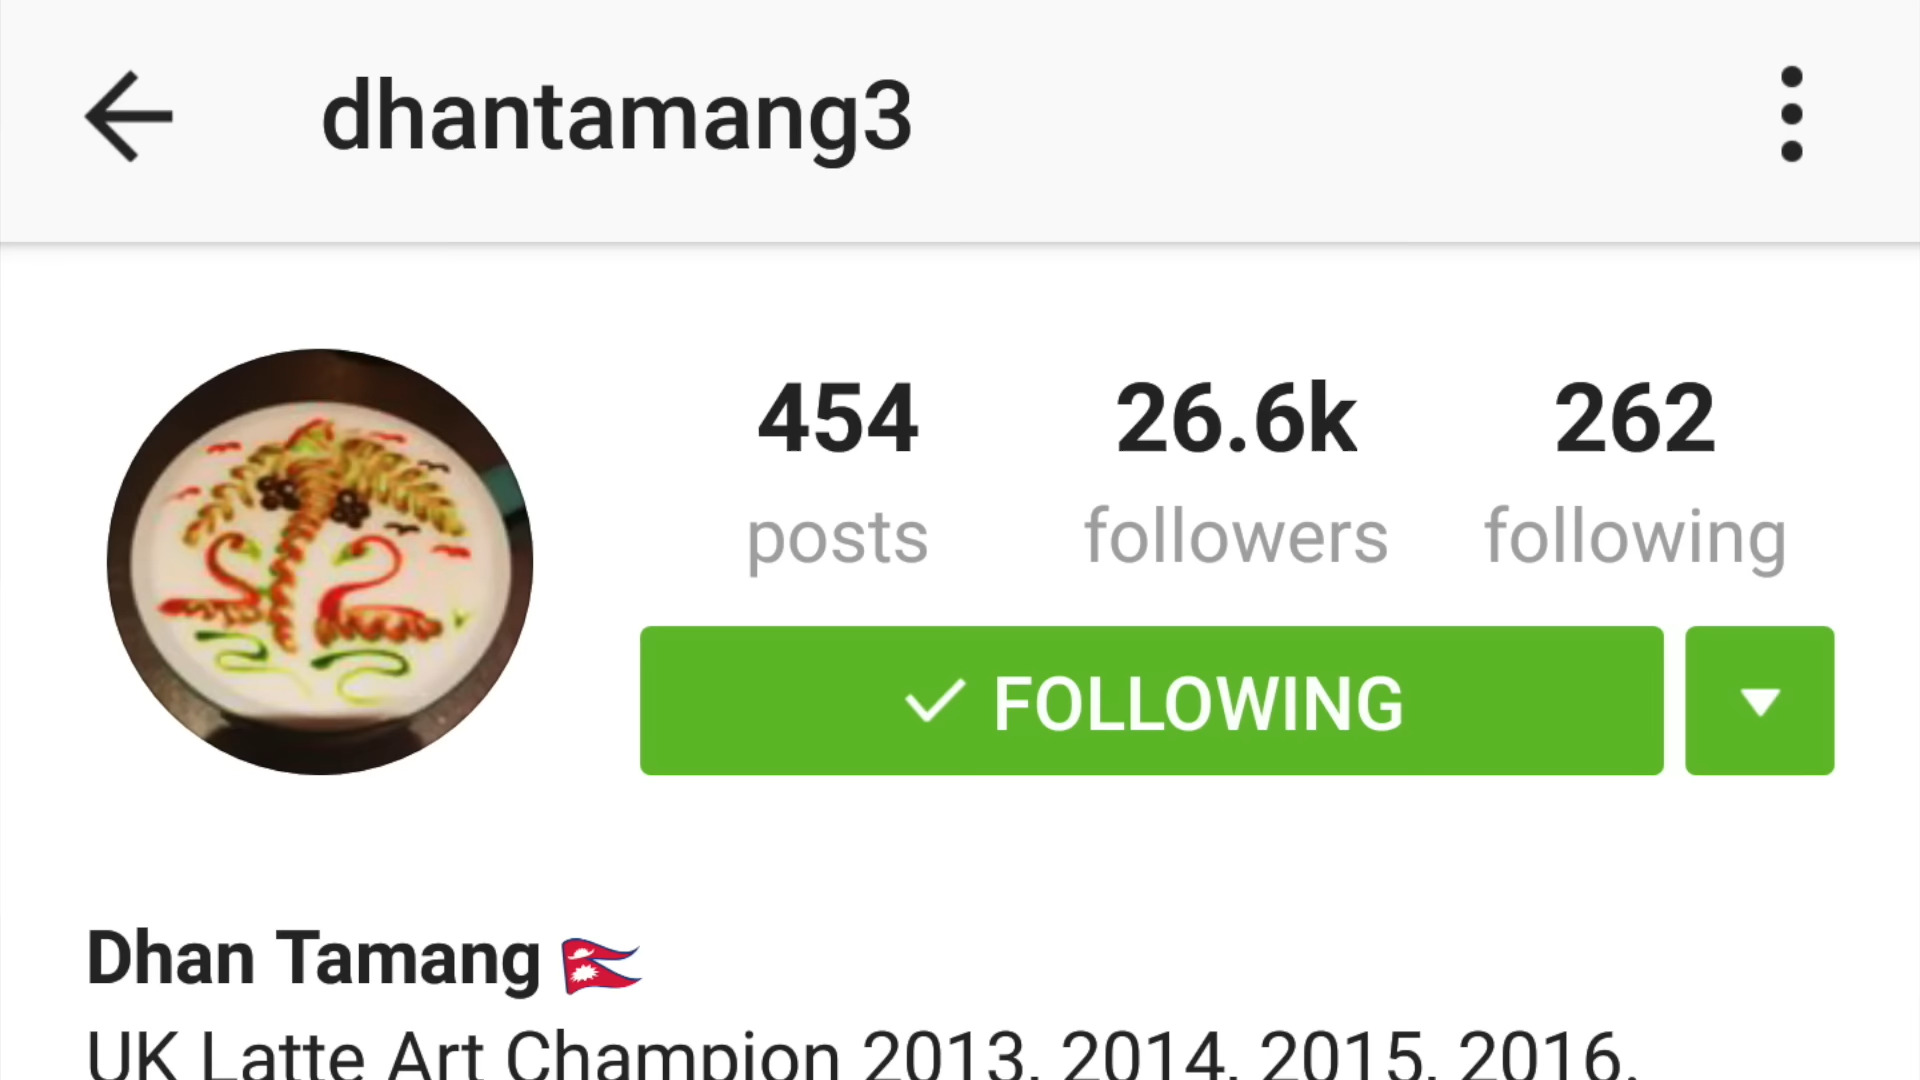 dhantamang3
454 26.6k 262
posts followers following
FOLLOWING
Dhan Tamang 🇳🇵
UK Latte Art Champion 2013, 2014, 2015, 2016.